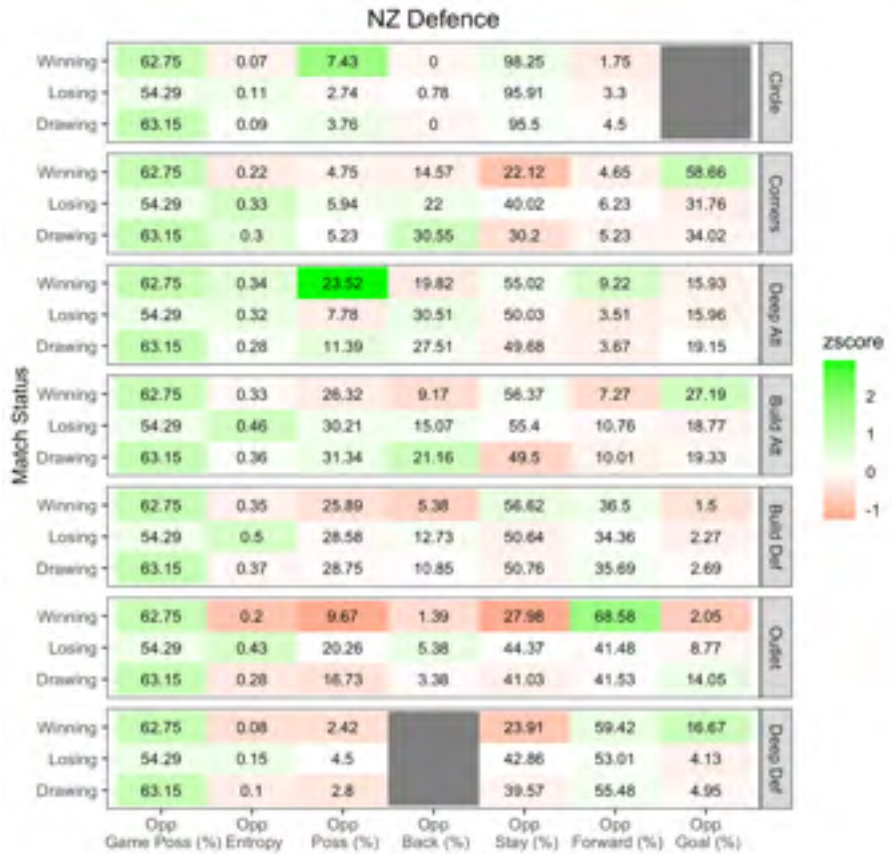 NZ Defence
Winning 62.75 0.07 7.43 0 98.25 1.75
Losing 54.29 0.11 2.74 0.78 95.91 3.3
Drawing 63.15 0.09 3.76 0 95.5 4.5
Circle
Winning 62.75 0.22 4.75 14.57 22.12 4.65 58.66
Losing 54.29 0.33 5.94 22 40.02 6.23 31.76
Drawing 63.15 0.3 5.23 30.55 30.2 5.23 34.02
Corners
Winning 62.75 0.34 23.52 19.82 55.02 9.22 15.93
Losing 54.29 0.32 7.78 30.51 50.03 3.51 15.96
Drawing 63.15 0.28 11.39 27.51 49.68 3.67 19.15
Deep Att
Winning 62.75 0.33 26.32 9.17 56.37 7.27 27.19
Losing 54.29 0.46 30.21 15.07 55.4 10.76 18.77
Drawing 63.15 0.36 31.34 21.16 49.5 10.01 19.33
Build Att
Winning 62.75 0.35 25.89 5.38 56.62 36.5 1.5
Losing 54.29 0.5 28.58 12.73 50.64 34.36 2.27
Drawing 63.15 0.37 28.75 10.85 50.76 35.69 2.69
Build Def
Winning 62.75 0.2 9.67 1.39 27.98 68.58 2.05
Losing 54.29 0.43 20.26 5.38 44.37 41.48 8.77
Drawing 63.15 0.28 16.73 3.38 41.03 41.53 14.05
Outlet
Winning 62.75 0.08 2.42 23.91 59.42 16.67
Losing 54.29 0.15 4.5 42.86 53.01 4.13
Drawing 63.15 0.1 2.8 39.57 55.48 4.95
Deep Def
Opp Opp Opp Opp Opp Opp Opp
Game Poss (%) Entropy Poss (%) Back (%) Stay (%) Forward (%) Goal (%)
Match Status
zscore
2
1
0
-1